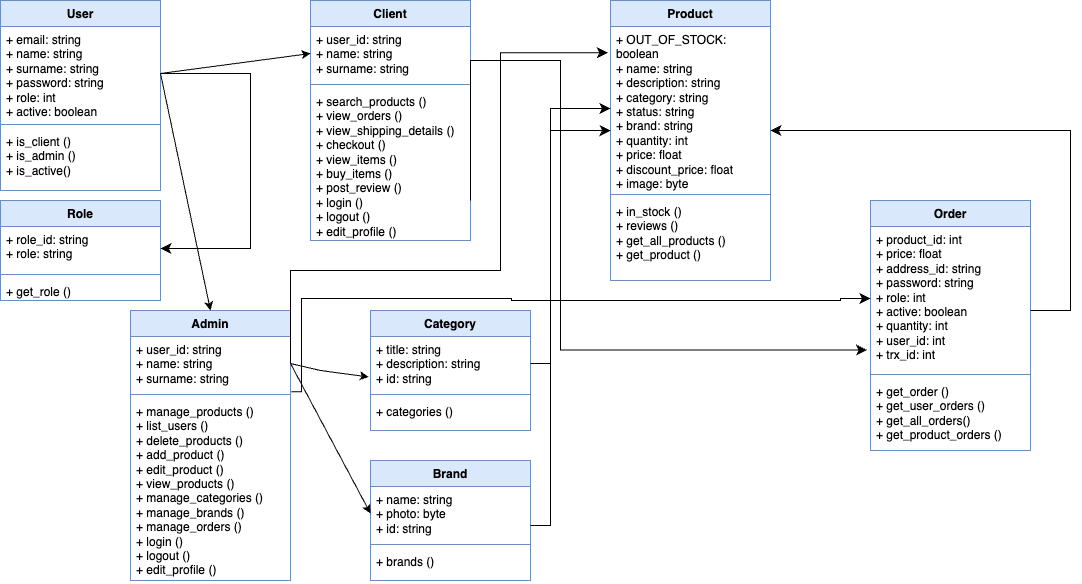 User
+ email: string
+ name: string
+ surname: string
+ password: string
+ role: int
+ active: boolean
+ is_client ()
+ is_admin ()
+ is_active()
Role
+ role_id: string
+ role: string
+ get_role ()
Client
+ user_id: string
+ name: string
+ surname: string
+ search_products ()
+ view_orders ()
+ view_shipping_details ()
+ checkout ()
+ view_items ()
+ buy_items ()
+ post_review ()
+ login ()
+ logout ()
+ edit_profile ()
Product
+ OUT_OF_STOCK:
boolean
+ name: string
+ description: string
+ category: string
+ status: string
+ brand: string
+ quantity: int
+ price: float
+ discount_price: float
+ image: byte
+ in_stock ()
+ reviews ()
+ get_all_products ()
+ get_product ()
Order
+ product_id: int
+ price: float
+ address_id: string
+ password: string
+ role: int
+ active: boolean
+ quantity: int
+ user_id: int
+ trx_id: int
+ get_order ()
+ get_user_orders ()
+ get_all_orders()
+ get_product_orders ()
Admin
+ user_id: string
+ name: string
+ surname: string
+ manage_products ()
+ list_users ()
+ delete_products ()
+ add_product ()
+ edit_product ()
+ view_products ()
+ manage_categories ()
+ manage_brands ()
+ manage_orders ()
+ login ()
+ logout ()
+ edit_profile ()
Category
+ title: string
+ description: string
+ id: string
+ categories ()
Brand
+ name: string
+ photo: byte
+ id: string
+ brands ()